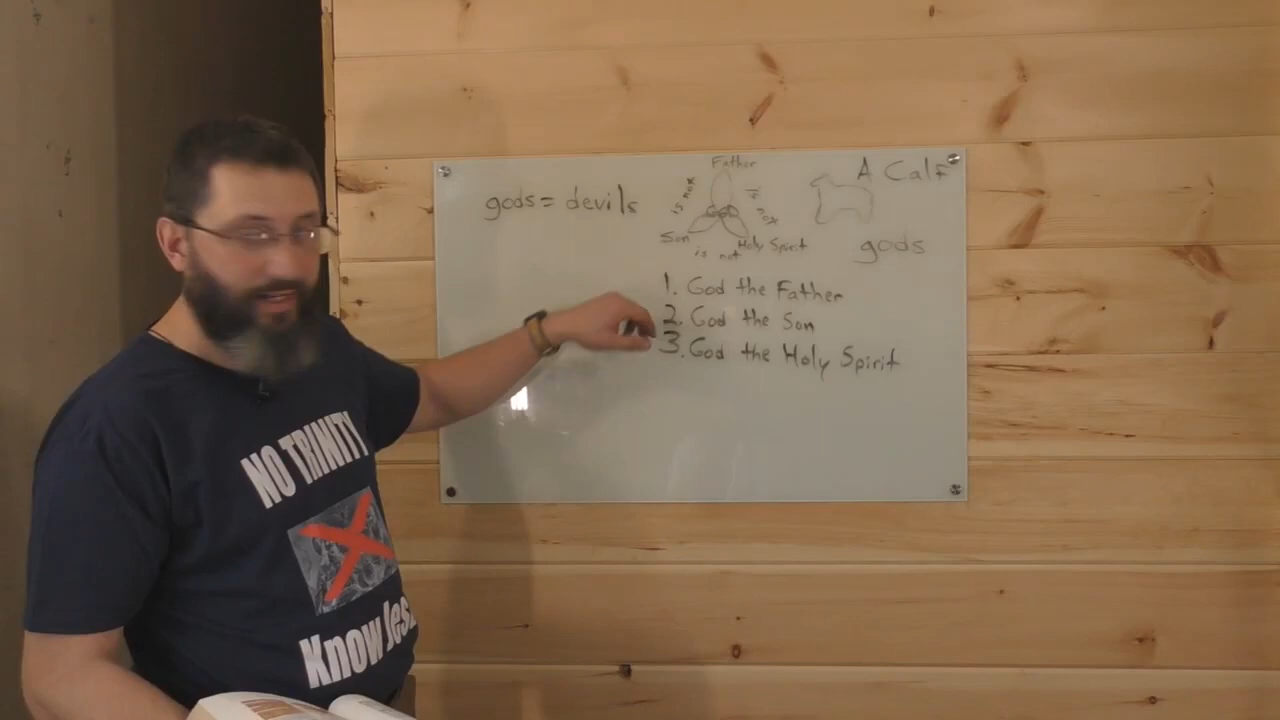 gods = devils
Father
is not
is not
Son
Holy Spirit
is not
A Calf
gods
1. God the Father
2. God the Son
3. God the Holy Spirit
NO TRINITY
Know